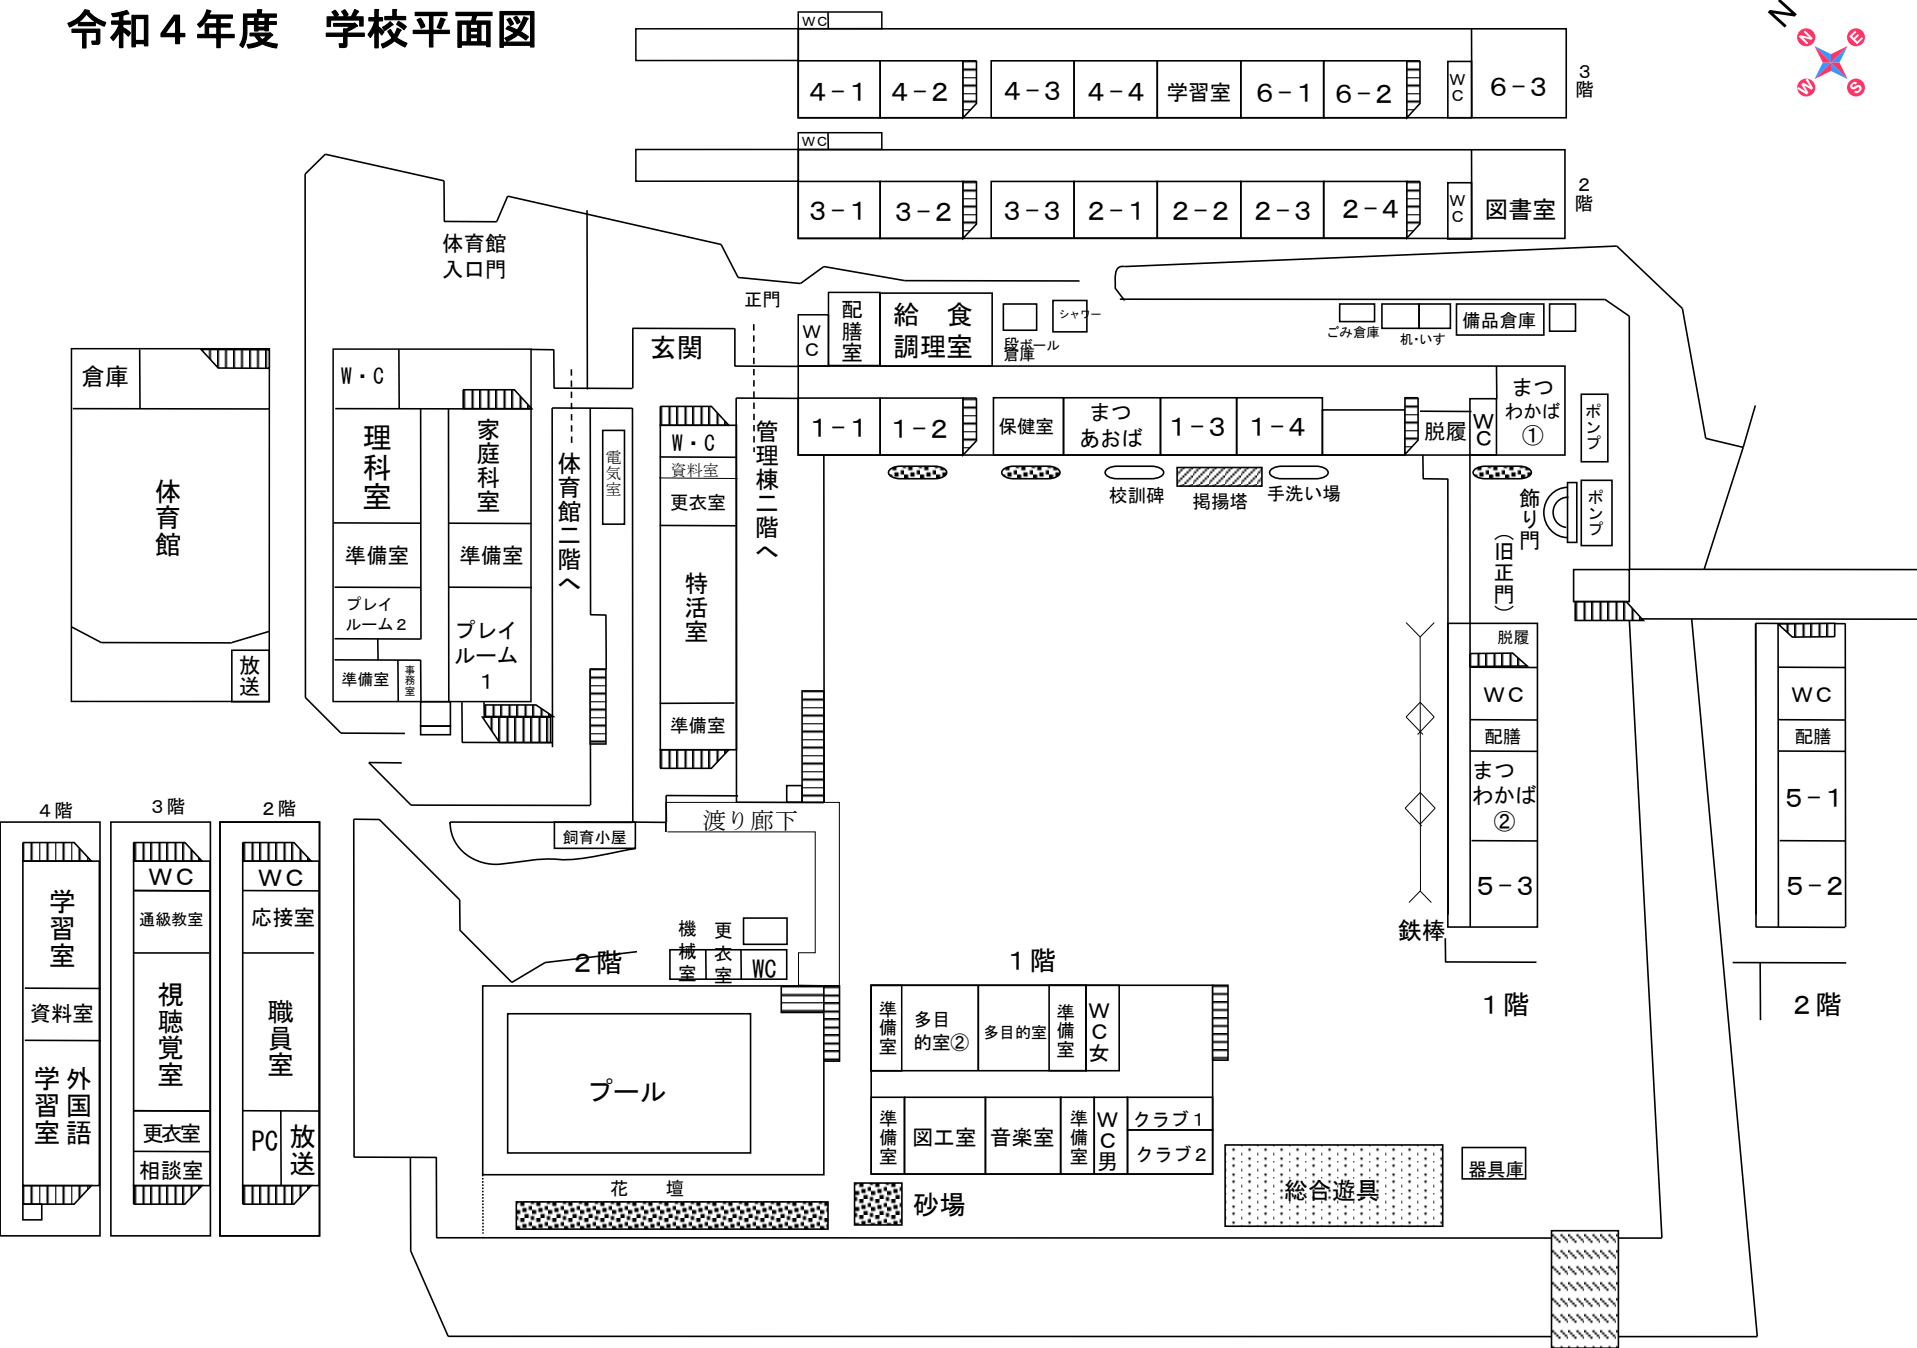 令和４年度　学校平面図
N
N
E
W
S
WC
4－1
4－2
4－3
4－4
学習室
6－1
6－2
WC
6－3
3階
WC
3－1
3－2
3－3
2－1
2－2
2－3
2－4
WC
図書室
2階
体育館
入口門
正門
玄関
WC
配膳室
給　食
調理室
段ボール
倉庫
シャワー
ごみ倉庫
机・いす
備品倉庫
倉庫
体育館
放送
W・C
理科室
準備室
プレイ
ルーム2
準備室
事務室
家庭科室
準備室
プレイ
ルーム
1
体育館二階へ
電気室
W・C
資料室
更衣室
特活室
準備室
管理棟二階へ
1－1
1－2
保健室
まつ
あおば
1－3
1－4
脱履
WC
まつ
わかば
①
ポンプ
ポンプ
校訓碑
掲揚塔
手洗い場
飾り門
（旧正門）
脱履
WC
配膳
まつ
わかば
②
5－3
鉄棒
1階
WC
配膳
5－1
5－2
2階
4階
学習室
資料室
外国語
学習室
3階
WC
通級教室
視聴覚室
更衣室
相談室
2階
WC
応接室
職員室
PC
放送
飼育小屋
渡り廊下
2階
機械室
更衣室
WC
プール
花　壇
1階
準備室
多目
的室②
多目的室
準備室
WC女
準備室
図工室
音楽室
準備室
WC男
クラブ1
クラブ2
砂場
総合遊具
器具庫